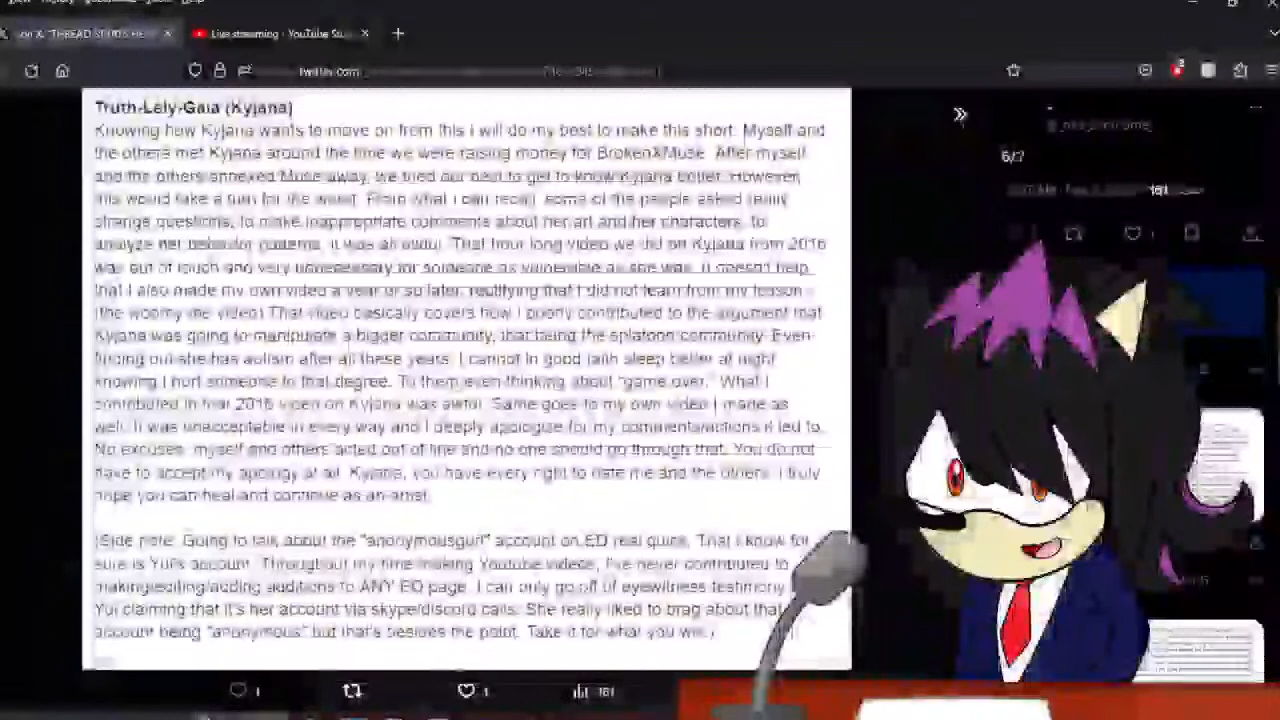 Live streaming - YouTube Stu...
twitter.com
Truth-Lely-Gaia (Kyjana)
Knowing how Kyjana wants to move on from this I will do my best to make this short. Myself and
the others met Kyjana around the time we were raising money for Broken&Muse. After myself
and the others annexed Muse away, we tried our best to get to know Kyjana better. However,
this would take a turn for the worst. From what I can recall, some of the people asked really
strange questions, to make inappropriate comments about her art and her characters, to
analyze her behavior patterns, it was all awful. That hour long video we did on Kyjana from 2016
was out of touch and very unnecessary for someone as vulnerable as she was. It doesn't help
that I also made my own video a year or so later, rectifying that I did not learn from my lesson
(the woomy me video) That video basically covers how I poorly contributed to the argument that
Kyjana was going to manipulate a bigger community, that being the splatoon community. Even
finding out she has autism after all these years, I cannot in good faith sleep better at night
knowing I hurt someone to that degree. To them even thinking about "game over." What I
contributed in that 2016 video on Kyjana was awful. Same goes to my own video I made as
well. It was unacceptable in every way and I deeply apologize for my comments/actions it led to.
No excuses, myself and others acted out of line and no one should go through that. You do not
have to accept my apology at all. Kyjana, you have every right to hate me and the others. I truly
hope you can heal and continue as an artist.
(Side note: Going to talk about the "anonymousgurl" account on ED real quick. That I know for
sure is Yui's account. Throughout my time making Youtube videos, I've never contributed to
making/editing/adding additions to ANY ED page. I can only go off of eyewitness testimony
Yui claiming that it's her account via skype/discord calls. She really liked to brag about that
account being "anonymous" but that's besides the point. Take it for what you will.)
6/?
161
1
1
161